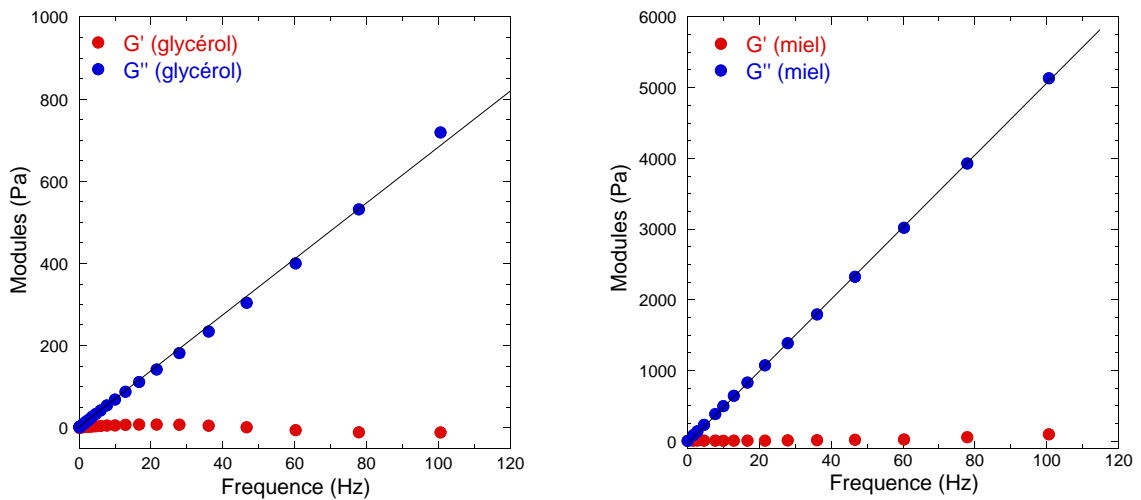 G' (glycérol)
G'' (glycérol)
Modules (Pa)
1000
800
600
400
200
0
0 20 40 60 80 100 120
Frequence (Hz)
G' (miel)
G'' (miel)
Modules (Pa)
6000
5000
4000
3000
2000
1000
0
0 20 40 60 80 100 120
Frequence (Hz)